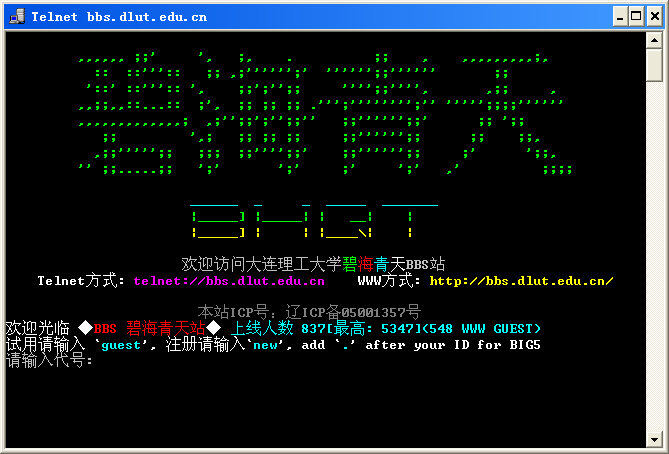 Telnet bbs.dlut.edu.cn
碧海青天
BHQT
欢迎访问大连理工大学碧海青天BBS站
Telnet方式: telnet://bbs.dlut.edu.cn WWW方式: http://bbs.dlut.edu.cn/
本站ICP号: 辽ICP备05001357号
欢迎光临 ◆BBS 碧海青天站◆ 上线人数 837[最高: 5347](548 WWW GUEST)
试用请输入 `guest', 注册请输入`new', add `.' after your ID for BIG5
请输入代号: